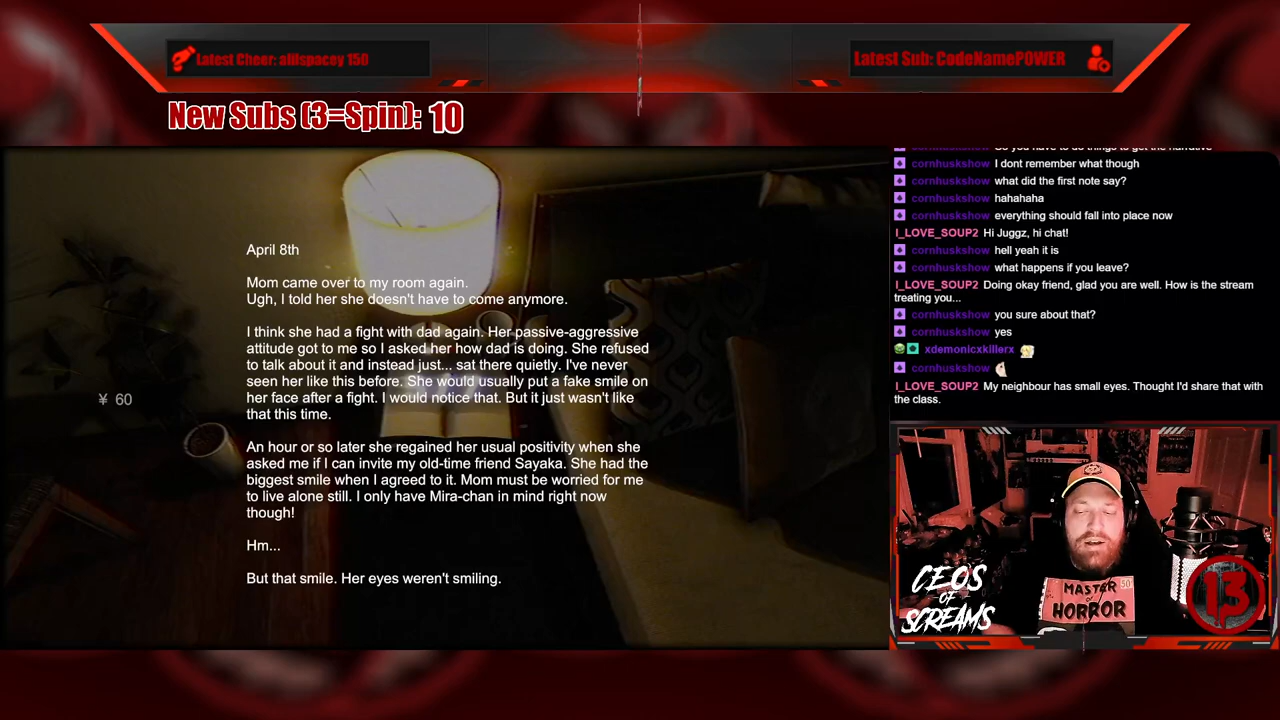 Latest Cheer: alilspacey 150
Latest Sub: CodeNamePOWER
New Subs (3=Spin): 10
April 8th
Mom came over to my room again.
Ugh, I told her she doesn't have to come anymore.
I think she had a fight with dad again. Her passive-aggressive
attitude got to me so I asked her how dad is doing. She refused
to talk about it and instead just... sat there quietly. I've never
seen her like this before. She would usually put a fake smile on
her face after a fight. I would notice that. But it just wasn't like
that this time.
An hour or so later she regained her usual positivity when she
asked me if I can invite my old-time friend Sayaka. She had the
biggest smile when I agreed to it. Mom must be worried for me
to live alone still. I only have Mira-chan in mind right now
though!
Hm...
But that smile. Her eyes weren't smiling.
¥ 60
cornhuskshow So you have to do things to get the narrative
cornhuskshow I dont remember what though
cornhuskshow what did the first note say?
cornhuskshow hahahaha
cornhuskshow everything should fall into place now
I_LOVE_SOUP2 Hi Juggz, hi chat!
cornhuskshow hell yeah it is
cornhuskshow what happens if you leave?
I_LOVE_SOUP2 Doing okay friend, glad you are well. How is the stream
treating you...
cornhuskshow you sure about that?
cornhuskshow yes
xdemonicxkillerx
cornhuskshow
I_LOVE_SOUP2 My neighbour has small eyes. Thought I'd share that with
the class.
CEOS
OF
SCREAMS
MASTER
HORROR
13